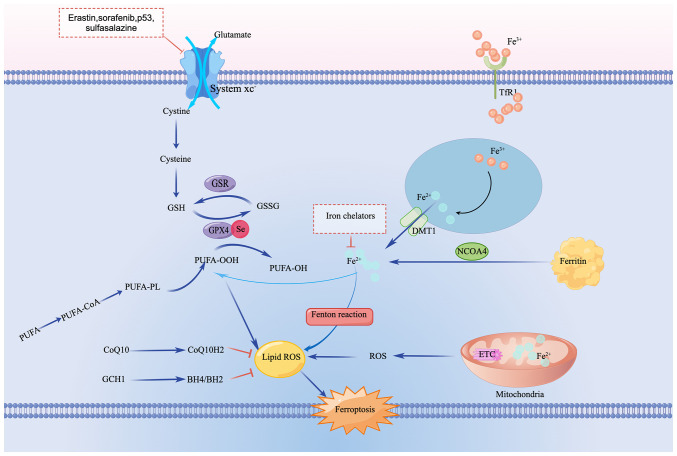 Erastin,sorafenib,p53,
sulfasalazine
Glutamate
System xc⁻
Cystine
Cysteine
GSR
GSH
GSSG
GPX4
Se
PUFA-OOH
PUFA-OH
PUFA-PL
PUFA-CoA
PUFA
CoQ10
CoQ10H2
GCH1
BH4/BH2
Lipid ROS
Ferroptosis
Fenton reaction
ROS
Iron chelators
Fe²⁺
Fe³⁺
TfR1
Fe³⁺
Fe²⁺
DMT1
NCOA4
Ferritin
ETC
Fe²⁺
Mitochondria